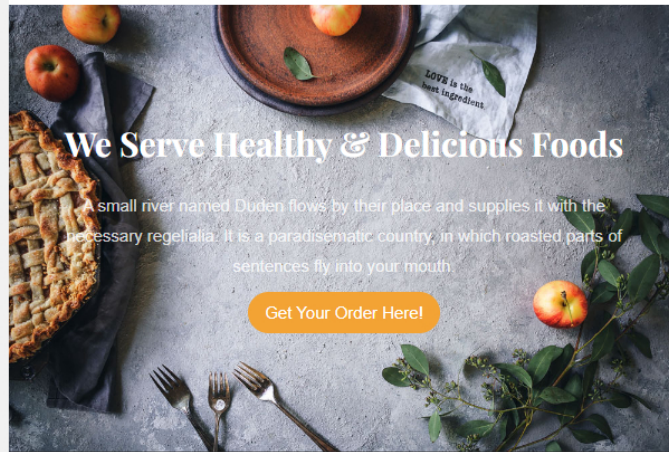 LOVE is the
best ingredient
We Serve Healthy & Delicious Foods
A small river named Duden flows by their place and supplies it with the
necessary regelialia. It is a paradisematic country, in which roasted parts of
sentences fly into your mouth.
Get Your Order Here!